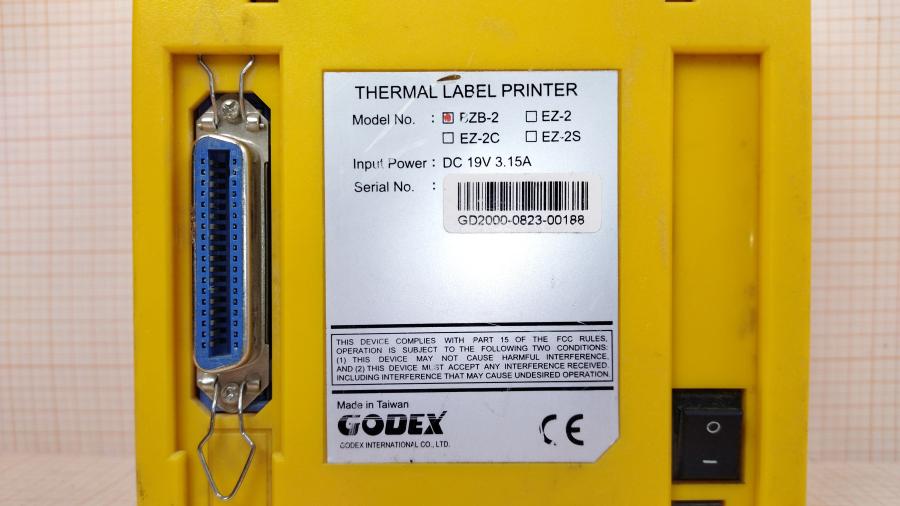 THERMAL LABEL PRINTER
Model No. : BZB-2 EZ-2
EZ-2C EZ-2S
Input Power : DC 19V 3.15A
Serial No. :
GD2000-0823-00188
THIS DEVICE COMPLIES WITH PART 15 OF THE FCC RULES,
OPERATION IS SUBJECT TO THE FOLLOWING TWO CONDITIONS:
(1) THIS DEVICE MAY NOT CAUSE HARMFUL INTERFERENCE,
AND (2) THIS DEVICE MUST ACCEPT ANY INTERFERENCE RECEIVED.
INCLUDING INTERFERENCE THAT MAY CAUSE UNDESIRED OPERATION.
Made in Taiwan
GODEX
GODEX INTERNATIONAL CO., LTD.
CE